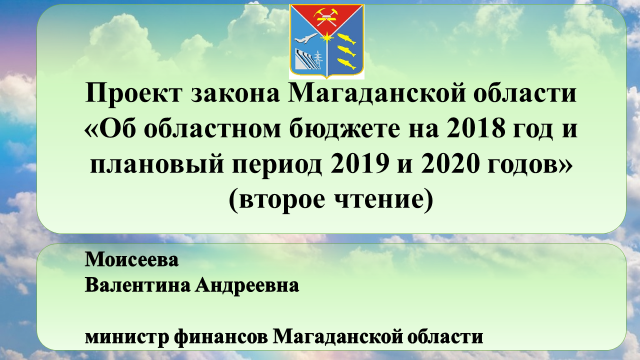 Проект закона Магаданской области
«Об областном бюджете на 2018 год и
плановый период 2019 и 2020 годов»
(второе чтение)
Моисеева
Валентина Андреевна
министр финансов Магаданской области